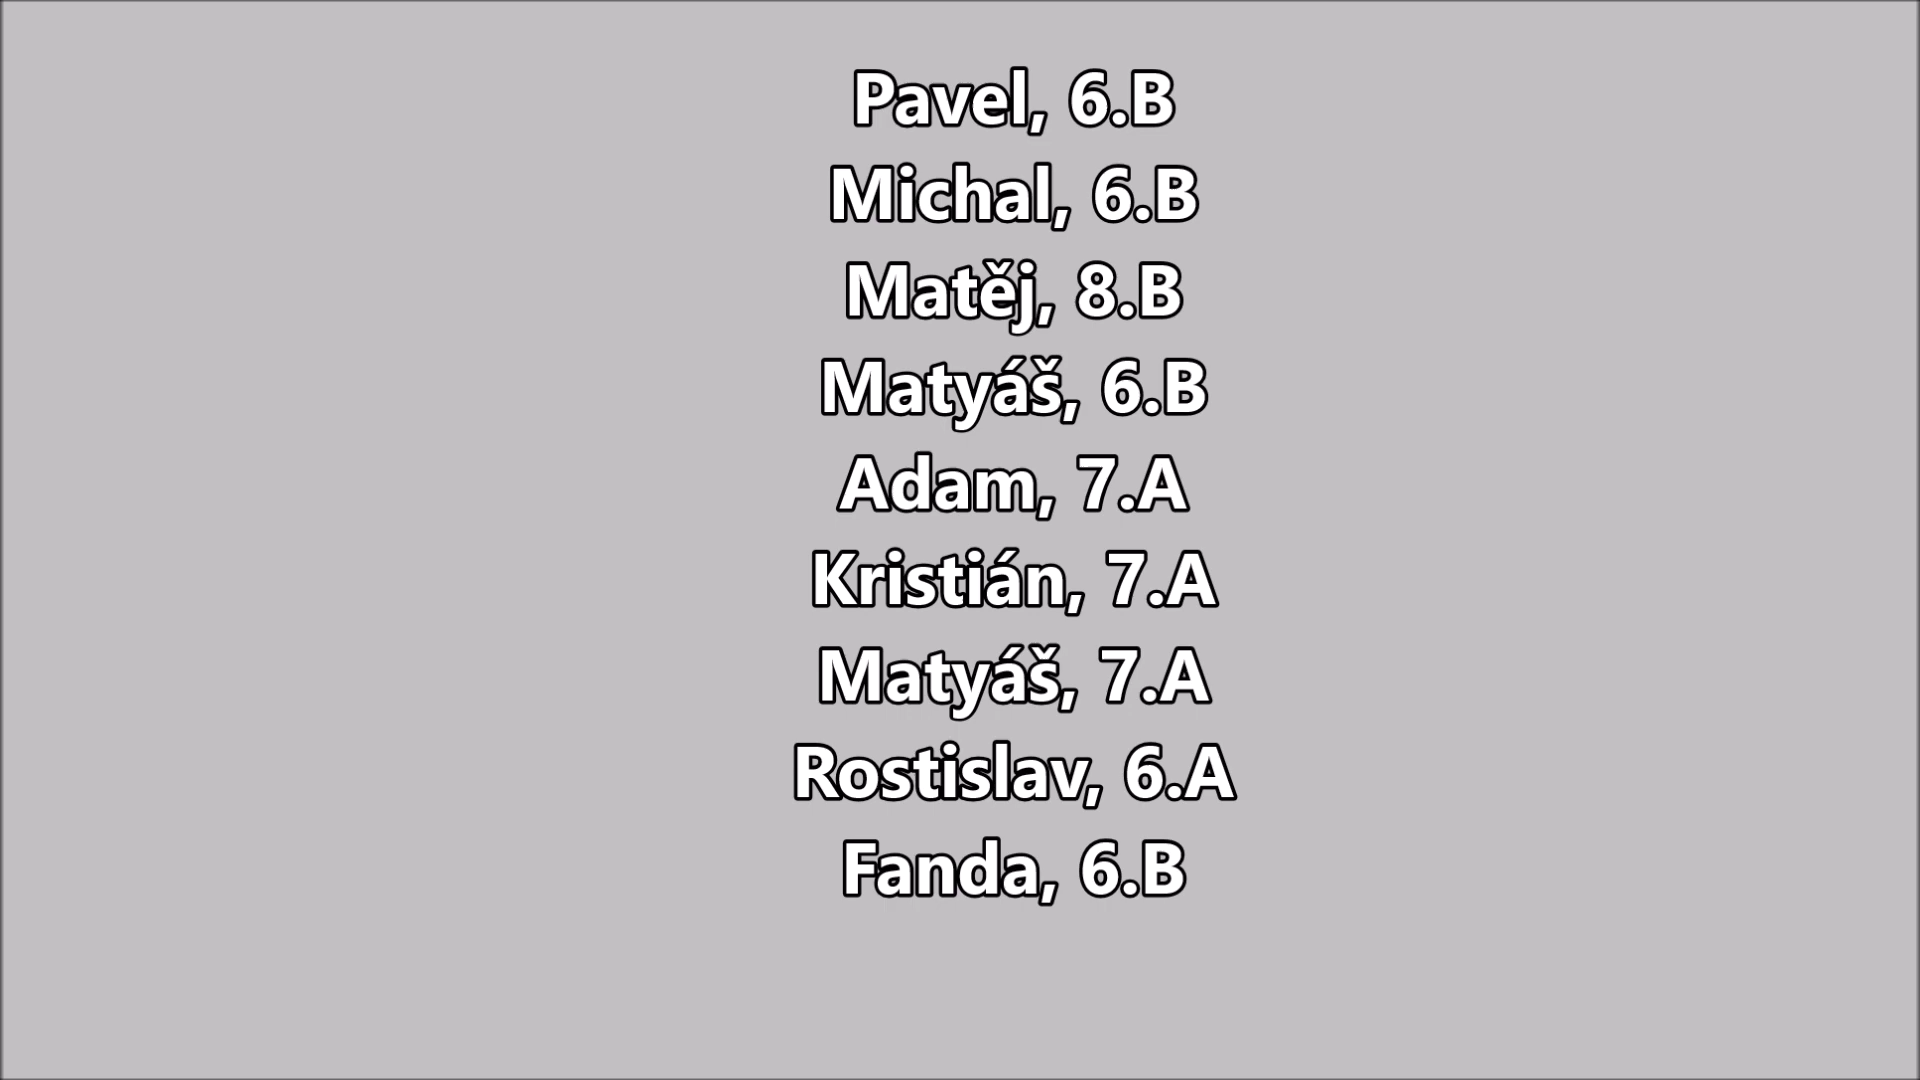 Pavel, 6.B
Michal, 6.B
Matěj, 8.B
Matyáš, 6.B
Adam, 7.A
Kristián, 7.A
Matyáš, 7.A
Rostislav, 6.A
Fanda, 6.B